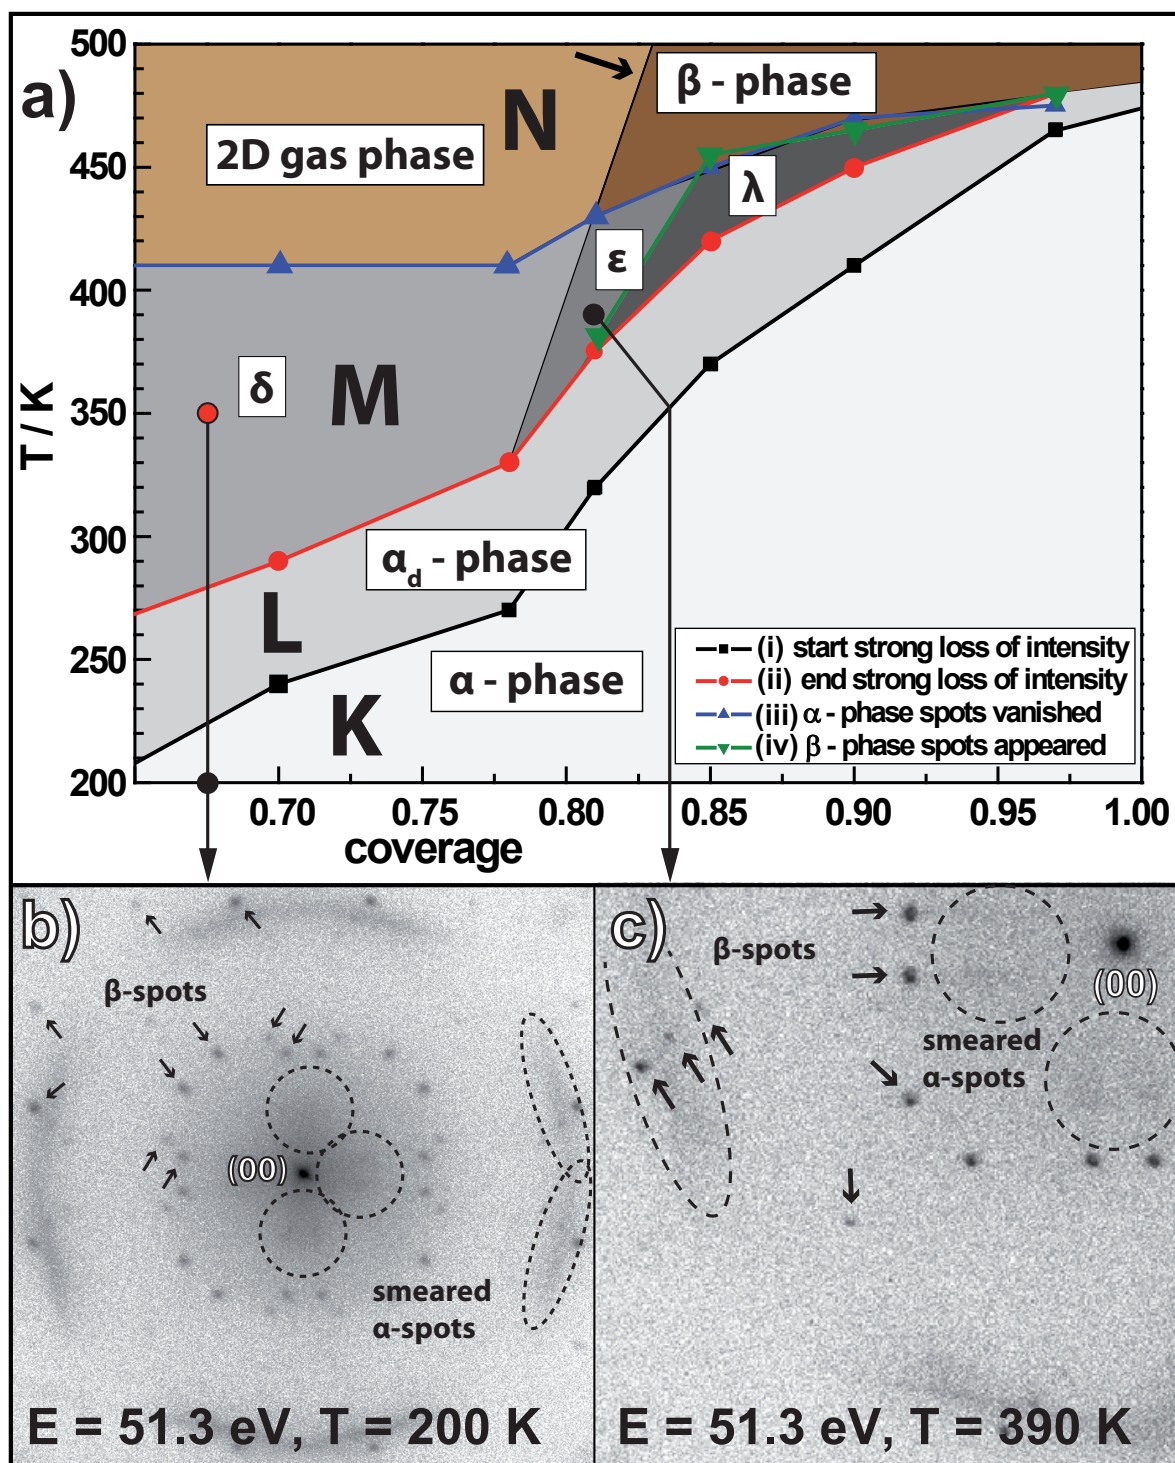 a)
T / K
500
450
400
350
300
250
200
0.70
0.75
0.80
0.85
0.90
0.95
1.00
coverage
N
2D gas phase
β - phase
λ
ε
δ
M
α_d - phase
L
α - phase
K
(i) start strong loss of intensity
(ii) end strong loss of intensity
(iii) α - phase spots vanished
(iv) β - phase spots appeared
b)
β-spots
(00)
smeared
α-spots
E = 51.3 eV, T = 200 K
c)
β-spots
(00)
smeared
α-spots
E = 51.3 eV, T = 390 K